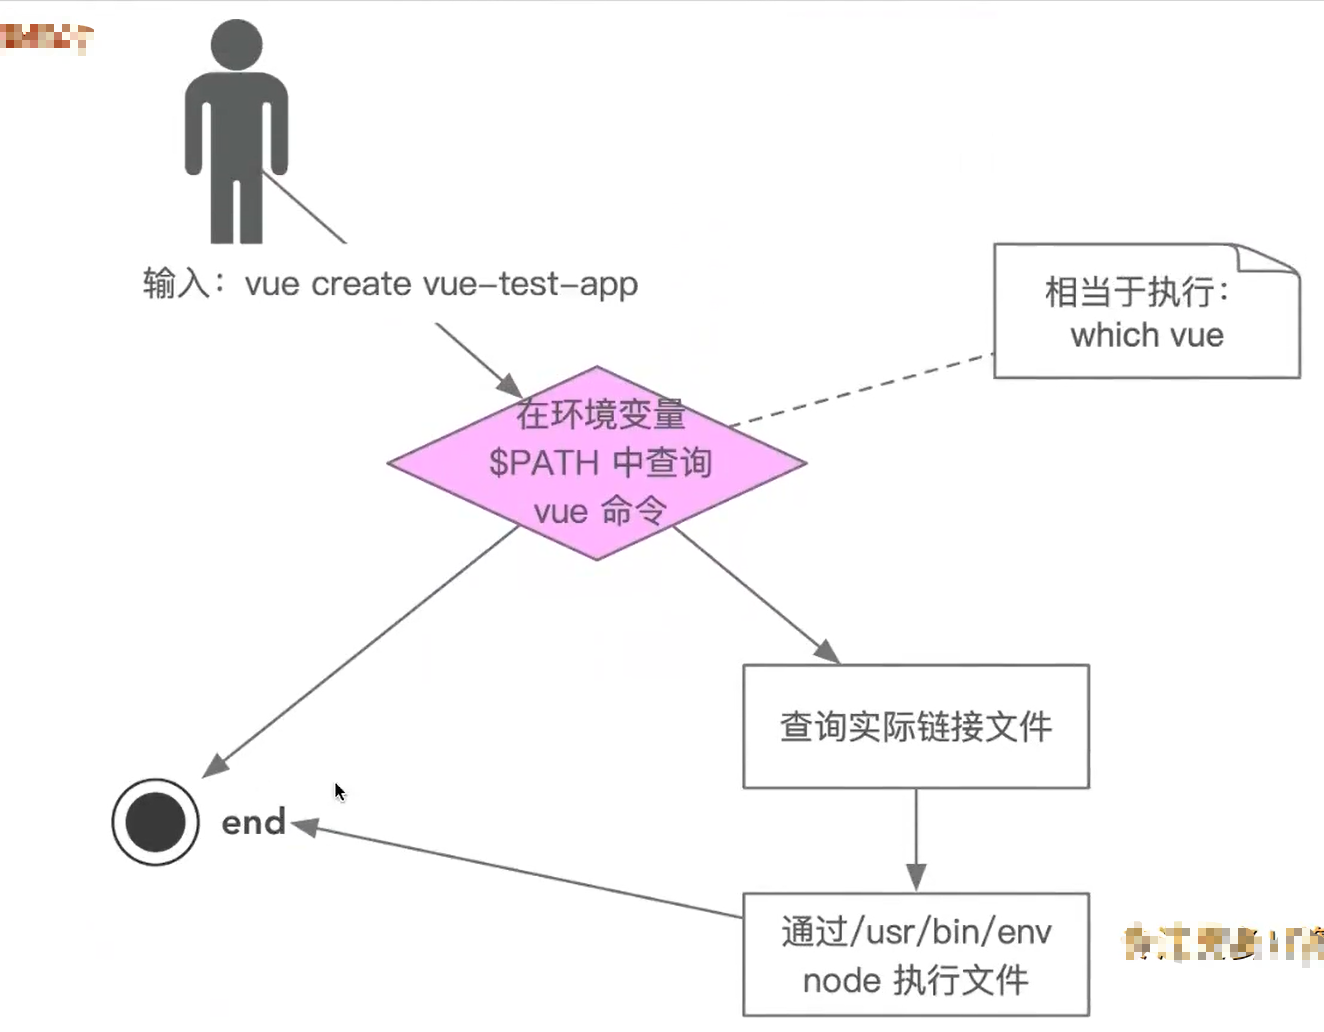 输入：vue create vue-test-app
相当于执行：
which vue
在环境变量
$PATH 中查询
vue 命令
查询实际链接文件
end
通过/usr/bin/env
node 执行文件